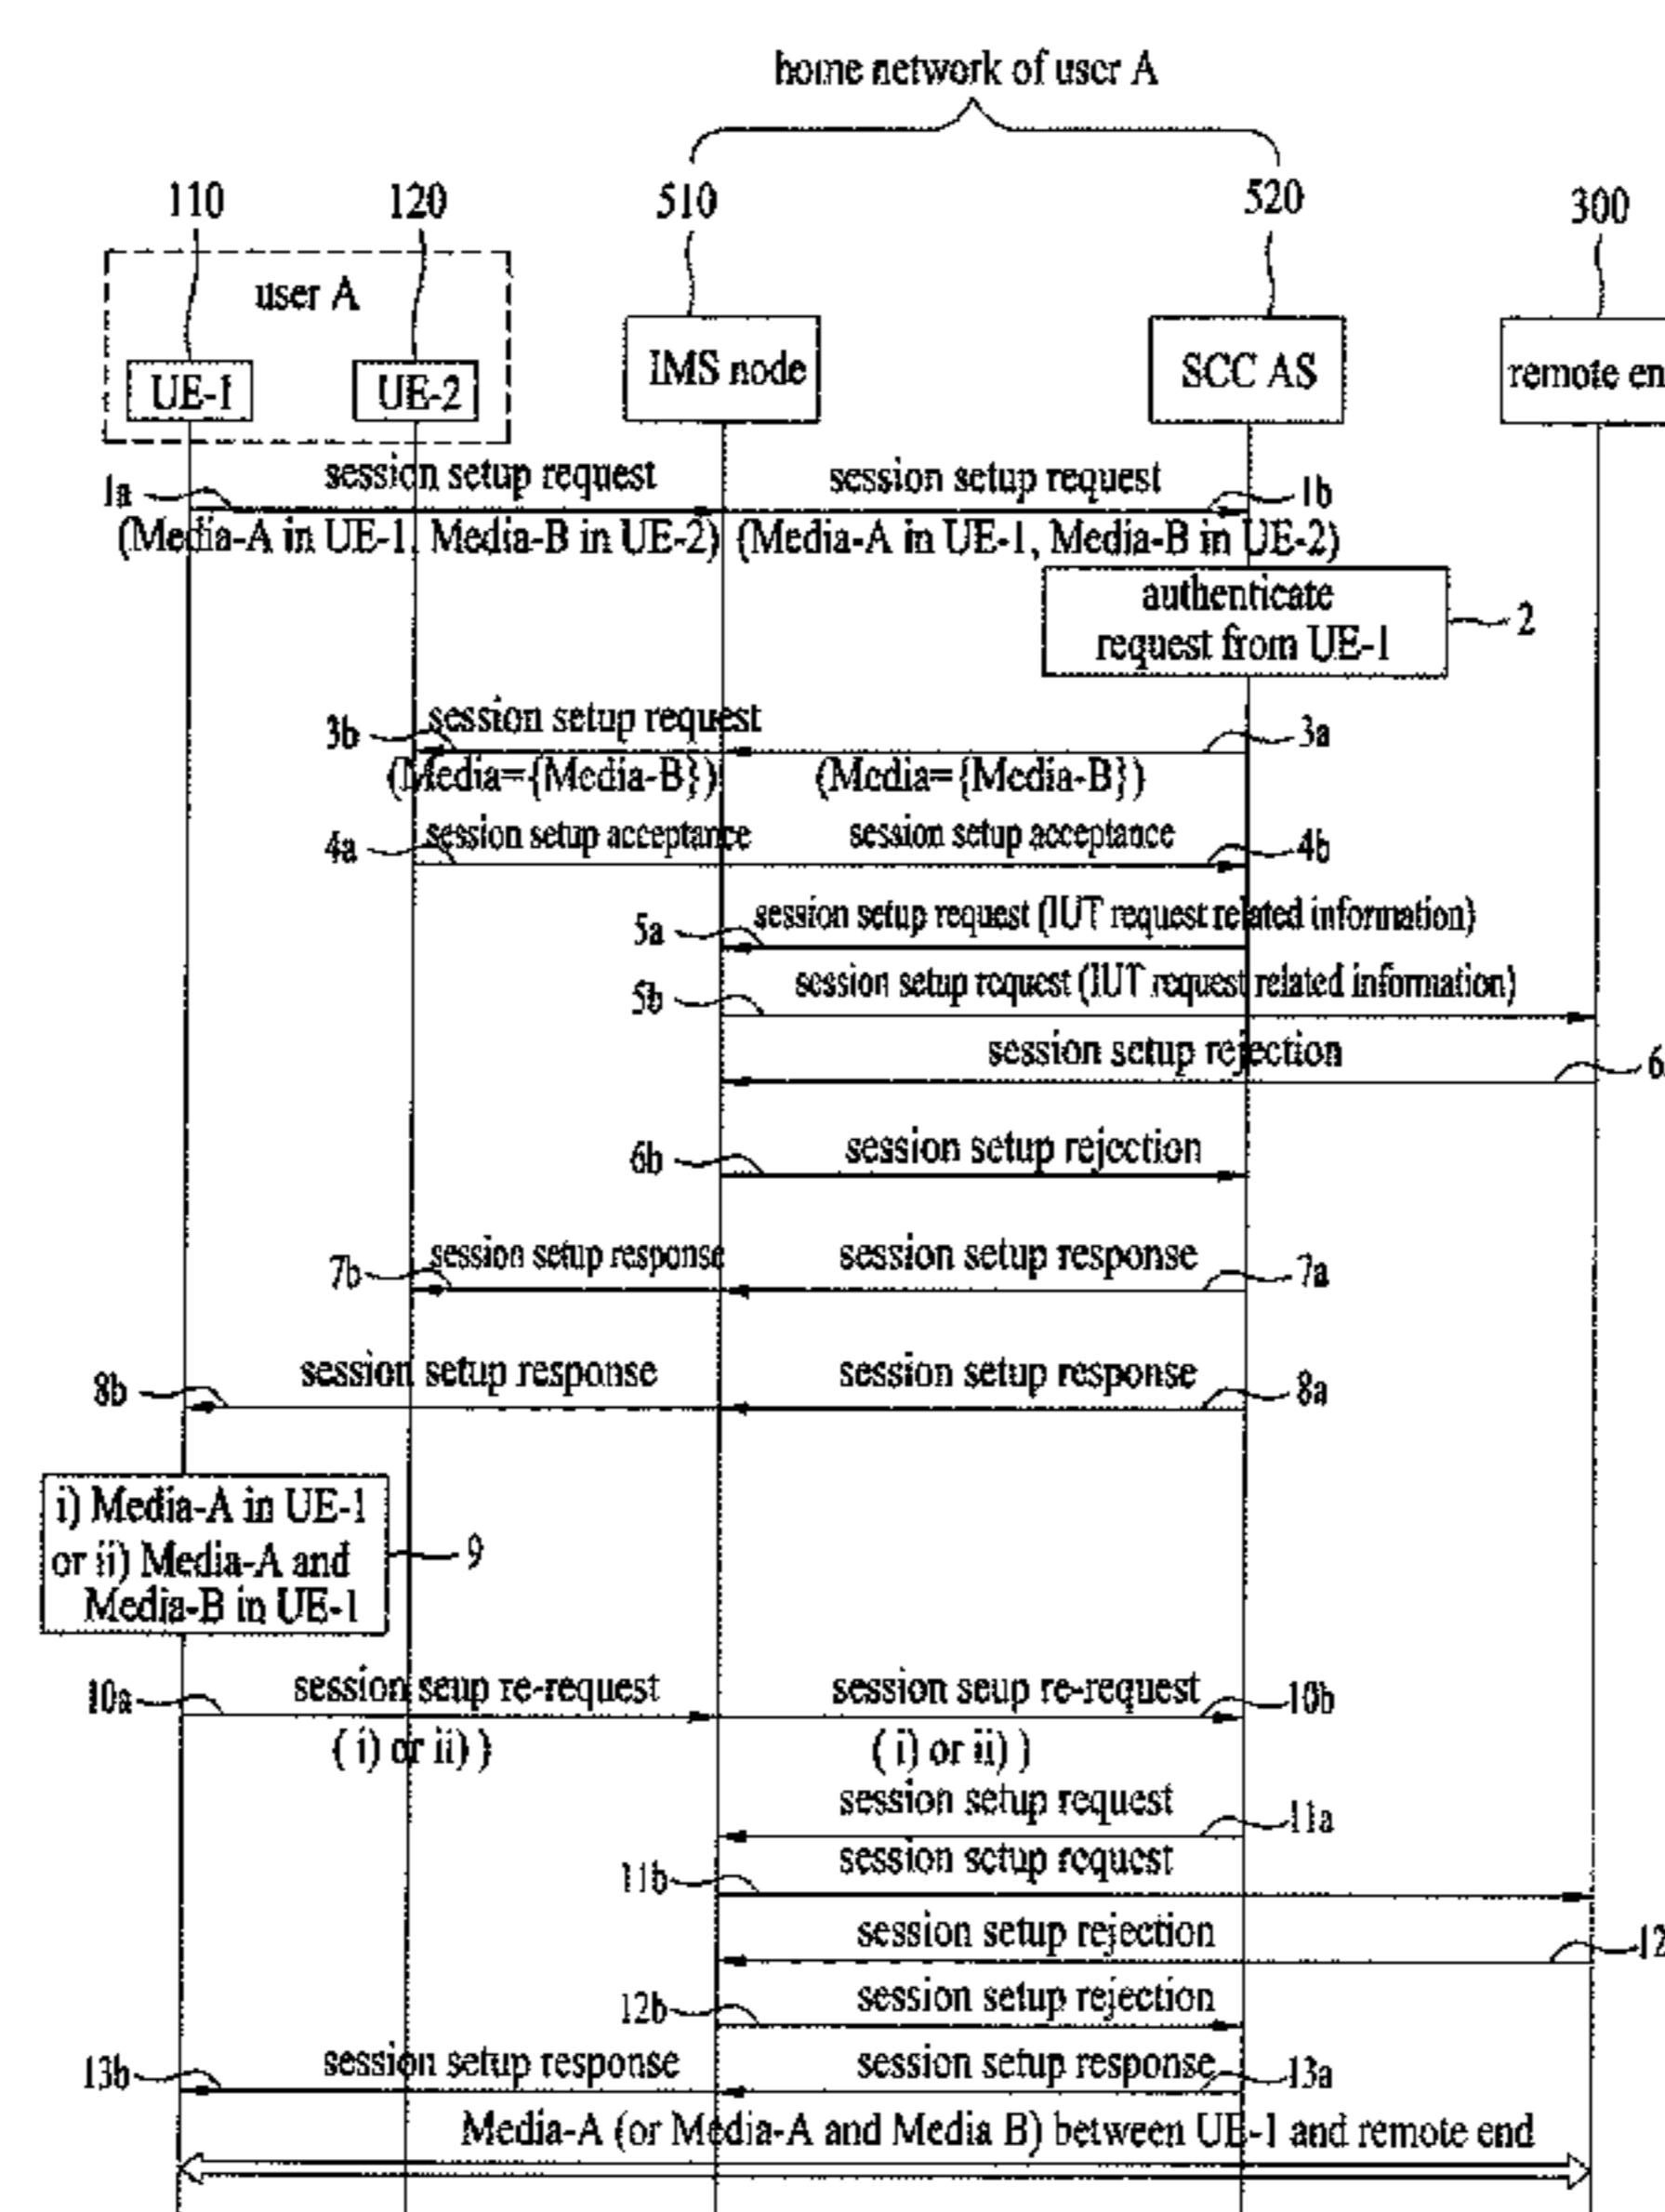 home network of user A
110 120 510 520 300
user A
UE-1 UE-2 IMS node SCC AS remote en
session setup request session setup request
1a 1b
(Media-A in UE-1, Media-B in UE-2) (Media-A in UE-1, Media-B in UE-2)
authenticate
request from UE-1
2
session setup request
3b 3a
(Media={Media-B}) (Media={Media-B})
session setup acceptance session setup acceptance
4a 4b
session setup request (IUT request related information)
5a
session setup request (IUT request related information)
5b
session setup rejection
6
session setup rejection
6b
session setup response session setup response
7b 7a
session setup response session setup response
8b 8a
i) Media-A in UE-1
or ii) Media-A and
Media-B in UE-1
9
session seup re-request session seup re-request
10a 10b
( i) or ii) ) ( i) or ii) )
session setup request
11a
session setup request
11b
session setup rejection
12
session setup rejection
12b
session setup response session setup response
13b 13a
Media-A (or Media-A and Media B) between UE-1 and remote end